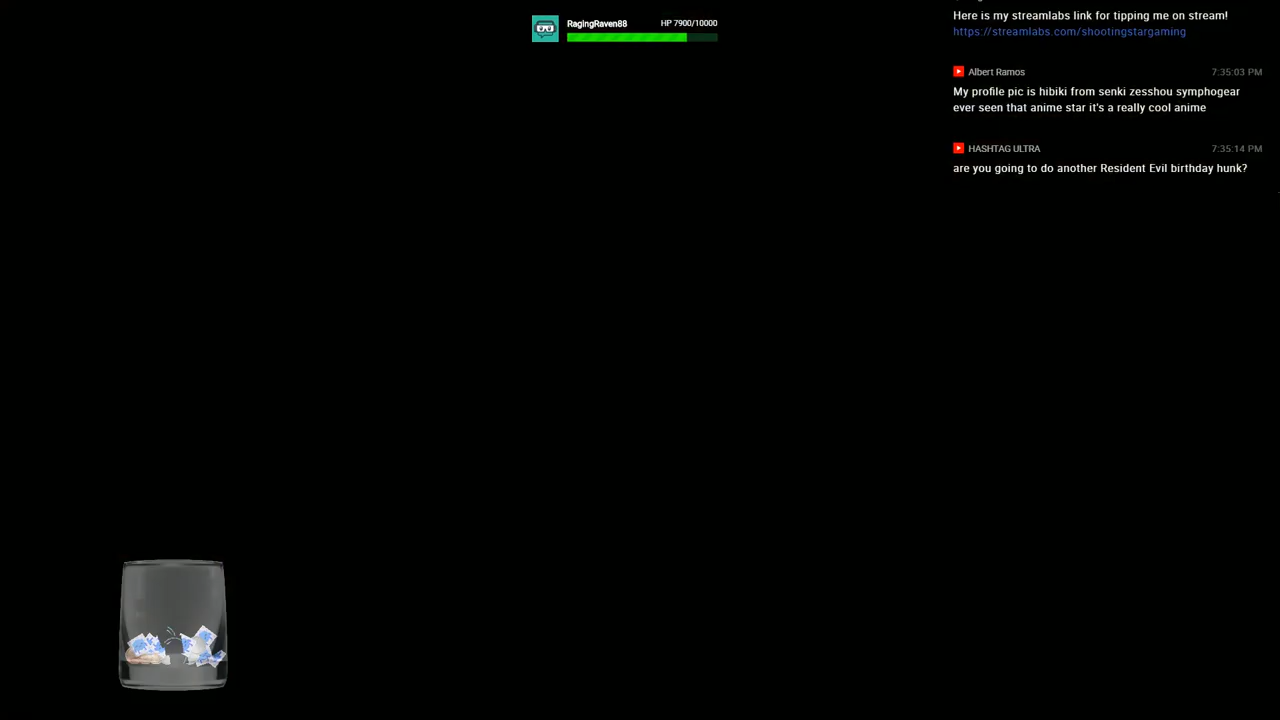 RagingRaven88 HP 7900/10000
Here is my streamlabs link for tipping me on stream!
https://streamlabs.com/shootingstargaming
Albert Ramos 7:35:03 PM
My profile pic is hibiki from senki zesshou symphogear
ever seen that anime star it's a really cool anime
HASHTAG ULTRA 7:35:14 PM
are you going to do another Resident Evil birthday hunk?